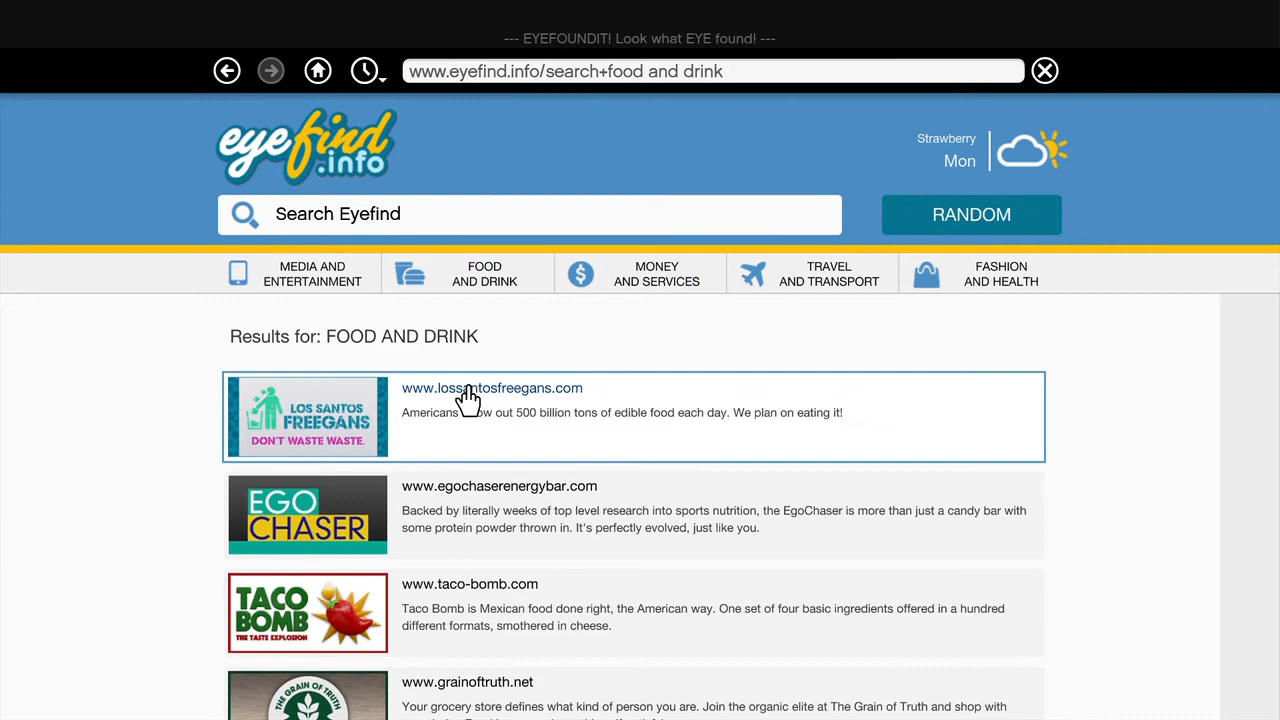 --- EYEFOUNDIT! Look what EYE found! ---
www.eyefind.info/search+food and drink
eyefind
.info
Strawberry
Mon
Search Eyefind
RANDOM
MEDIA AND
ENTERTAINMENT
FOOD
AND DRINK
MONEY
AND SERVICES
TRAVEL
AND TRANSPORT
FASHION
AND HEALTH
Results for: FOOD AND DRINK
LOS SANTOS
FREEGANS
DON'T WASTE WASTE.
www.lossantosfreegans.com
Americans throw out 500 billion tons of edible food each day. We plan on eating it!
EGO
CHASER
www.egochaserenergybar.com
Backed by literally weeks of top level research into sports nutrition, the EgoChaser is more than just a candy bar with
some protein powder thrown in. It's perfectly evolved, just like you.
TACO
BOMB
THE TASTE EXPLOSION
www.taco-bomb.com
Taco Bomb is Mexican food done right, the American way. One set of four basic ingredients offered in a hundred
different formats, smothered in cheese.
THE GRAIN OF TRUTH
www.grainoftruth.net
Your grocery store defines what kind of person you are. Join the organic elite at The Grain of Truth and shop with